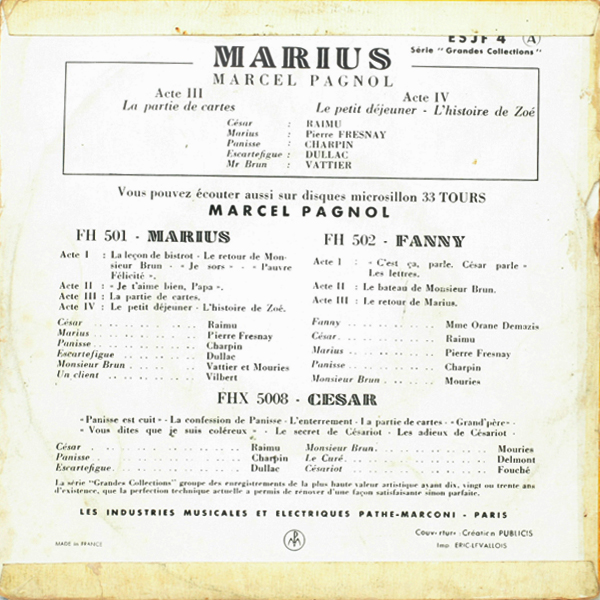 ESJF 4 (A)
Série "Grandes Collections"
MARIUS
MARCEL PAGNOL
Acte III
La partie de cartes
Acte IV
Le petit déjeuner - L'histoire de Zoé
César : RAIMU
Marius : Pierre FRESNAY
Panisse : CHARPIN
Escartefigue : DULLAC
Mr Brun : VATTIER
Vous pouvez écouter aussi sur disques microsillon 33 TOURS
MARCEL PAGNOL
FH 501 - MARIUS
Acte I : La leçon de bistrot - Le retour de Mon-
sieur Brun - « Je sors » - « Pauvre
Félicité ».
Acte II : « Je t'aime bien, Papa ».
Acte III : La partie de cartes.
Acte IV : Le petit déjeuner - L'histoire de Zoé.
César .................... Raimu
Marius .................... Pierre Fresnay
Panisse .................... Charpin
Escartefigue .................... Dullac
Monsieur Brun .................... Vattier et Mouries
Un client .................... Vilbert
FH 502 - FANNY
Acte I : « C'est ça, parle, César parle »
Les lettres.
Acte II : Le bateau de Monsieur Brun.
Acte III : Le retour de Marius.
Fanny .................... Mme Orane Demazis
César .................... Raimu
Marius .................... Pierre Fresnay
Panisse .................... Charpin
Monsieur Brun .................... Mouries
FHX 5008 - CESAR
« Panisse est cuit » - La confession de Panisse - L'enterrement - La partie de cartes - « Grand'père » -
« Vous dites que je suis coléreux » - Le secret de Césariot - Les adieux de Césariot -
César .................... Raimu
Panisse .................... Charpin
Escartefigue .................... Dullac
Monsieur Brun .................... Mouries
Le Curé .................... Delmont
Césariot .................... Fouché
La série "Grandes Collections" groupe des enregistrements de la plus haute valeur artistique ayant dix, vingt ou trente ans
d'existence, que la perfection technique actuelle a permis de rénover d'une façon satisfaisante sinon parfaite.
LES INDUSTRIES MUSICALES ET ELECTRIQUES PATHE-MARCONI - PARIS
MADE IN FRANCE
Couverture : Création PUBLICIS
Imp. ERIC-LEVALLOIS